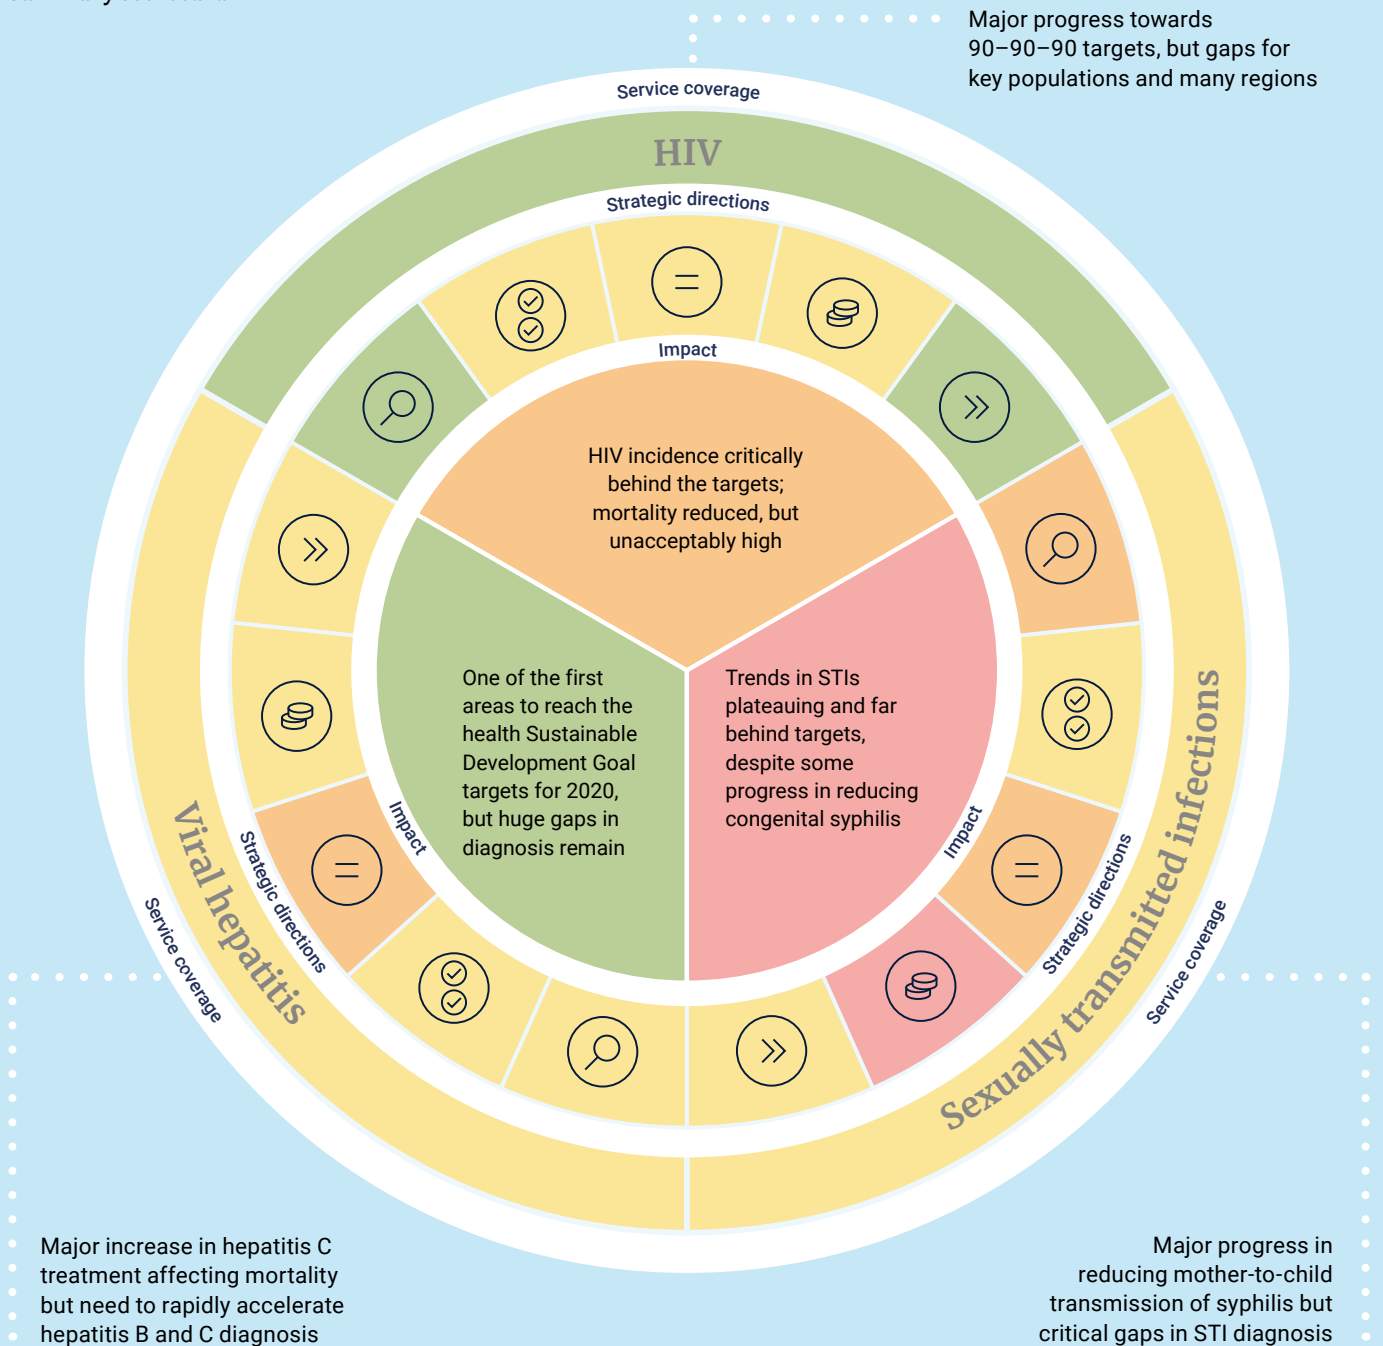 Major progress towards
90–90–90 targets, but gaps for
key populations and many regions
Service coverage
HIV
Strategic directions
Impact
HIV incidence critically
behind the targets;
mortality reduced, but
unacceptably high
One of the first
areas to reach the
health Sustainable
Development Goal
targets for 2020,
but huge gaps in
diagnosis remain
Trends in STIs
plateauing and far
behind targets,
despite some
progress in reducing
congenital syphilis
Impact
Strategic directions
Viral hepatitis
Service coverage
Impact
Strategic directions
Sexually transmitted infections
Service coverage
Major increase in hepatitis C
treatment affecting mortality
but need to rapidly accelerate
hepatitis B and C diagnosis
Major progress in
reducing mother-to-child
transmission of syphilis but
critical gaps in STI diagnosis